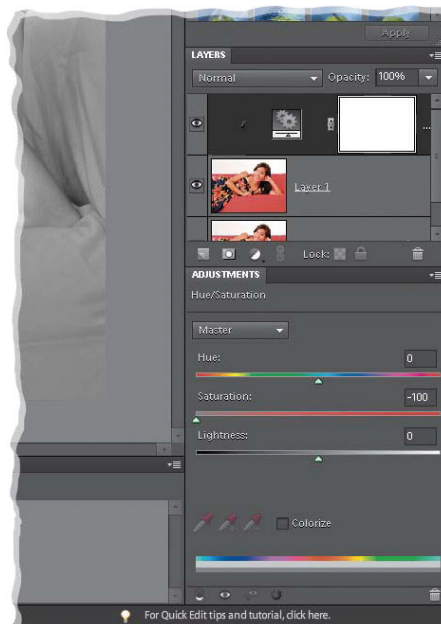 Apply
LAYERS
Normal Opacity: 100%
...
Layer 1
Lock:
ADJUSTMENTS
Hue/Saturation
Master
Hue: 0
Saturation: -100
Lightness: 0
Colorize
For Quick Edit tips and tutorial, click here.